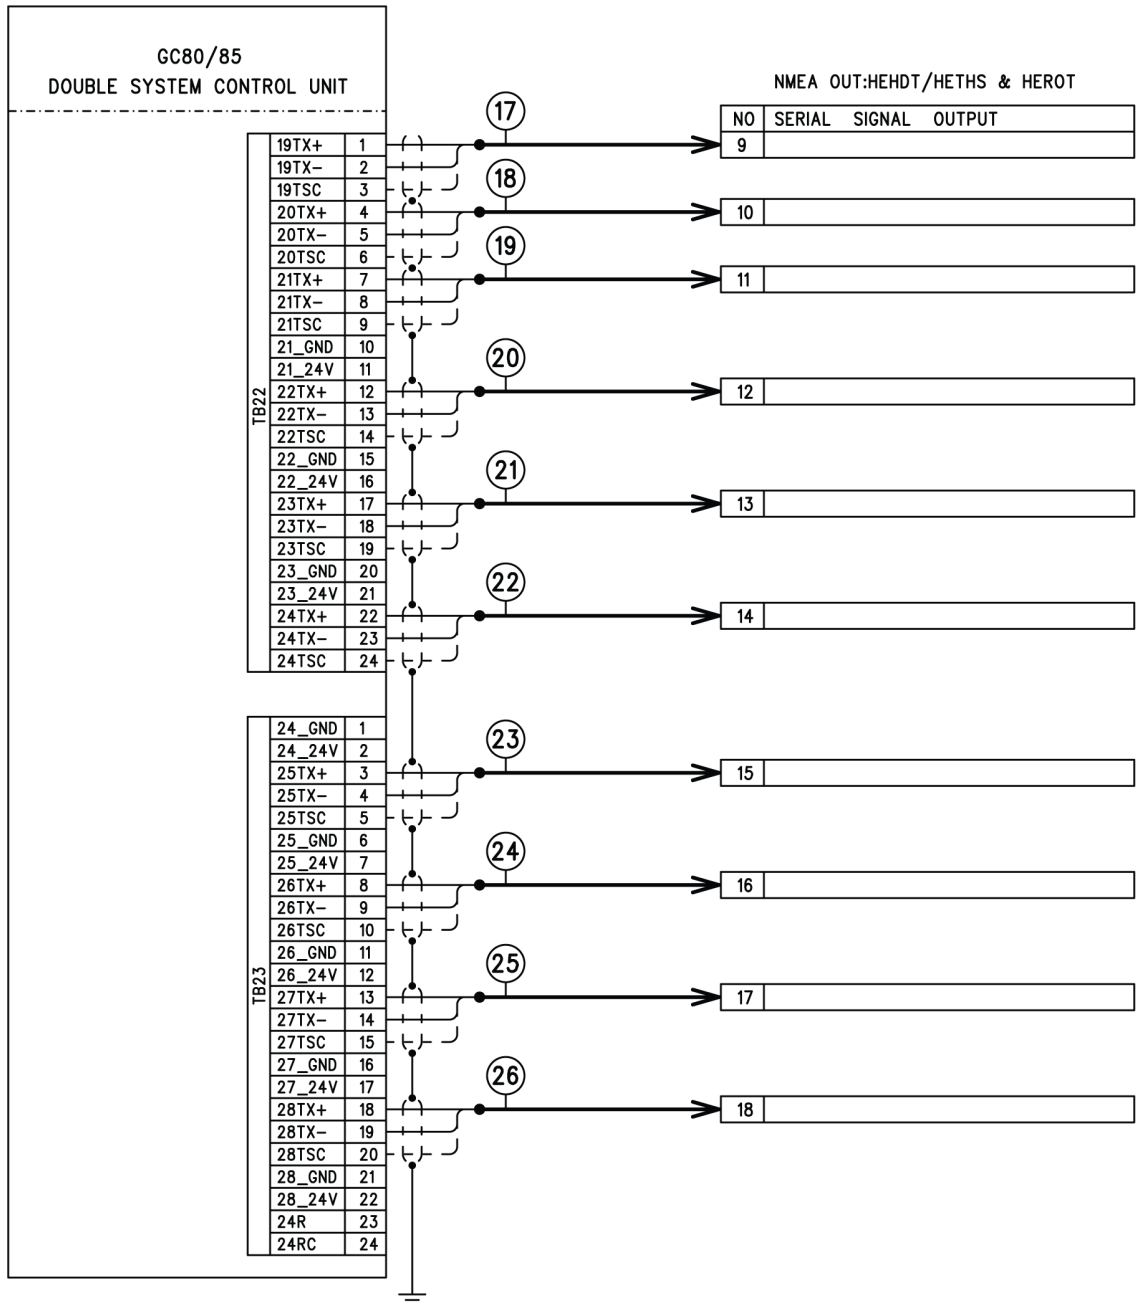 GC80/85
DOUBLE SYSTEM CONTROL UNIT
NMEA OUT:HEHDT/HETHS & HEROT
NO SERIAL SIGNAL OUTPUT
TB22
19TX+ 1 17 9
19TX- 2
19TSC 3
20TX+ 4 18 10
20TX- 5
20TSC 6
21TX+ 7 19 11
21TX- 8
21TSC 9
21_GND 10
21_24V 11
22TX+ 12 20 12
22TX- 13
22TSC 14
22_GND 15
22_24V 16
23TX+ 17 21 13
23TX- 18
23TSC 19
23_GND 20
23_24V 21
24TX+ 22 22 14
24TX- 23
24TSC 24
TB23
24_GND 1
24_24V 2
25TX+ 3 23 15
25TX- 4
25TSC 5
25_GND 6
25_24V 7
26TX+ 8 24 16
26TX- 9
26TSC 10
26_GND 11
26_24V 12
27TX+ 13 25 17
27TX- 14
27TSC 15
27_GND 16
27_24V 17
28TX+ 18 26 18
28TX- 19
28TSC 20
28_GND 21
28_24V 22
24R 23
24RC 24